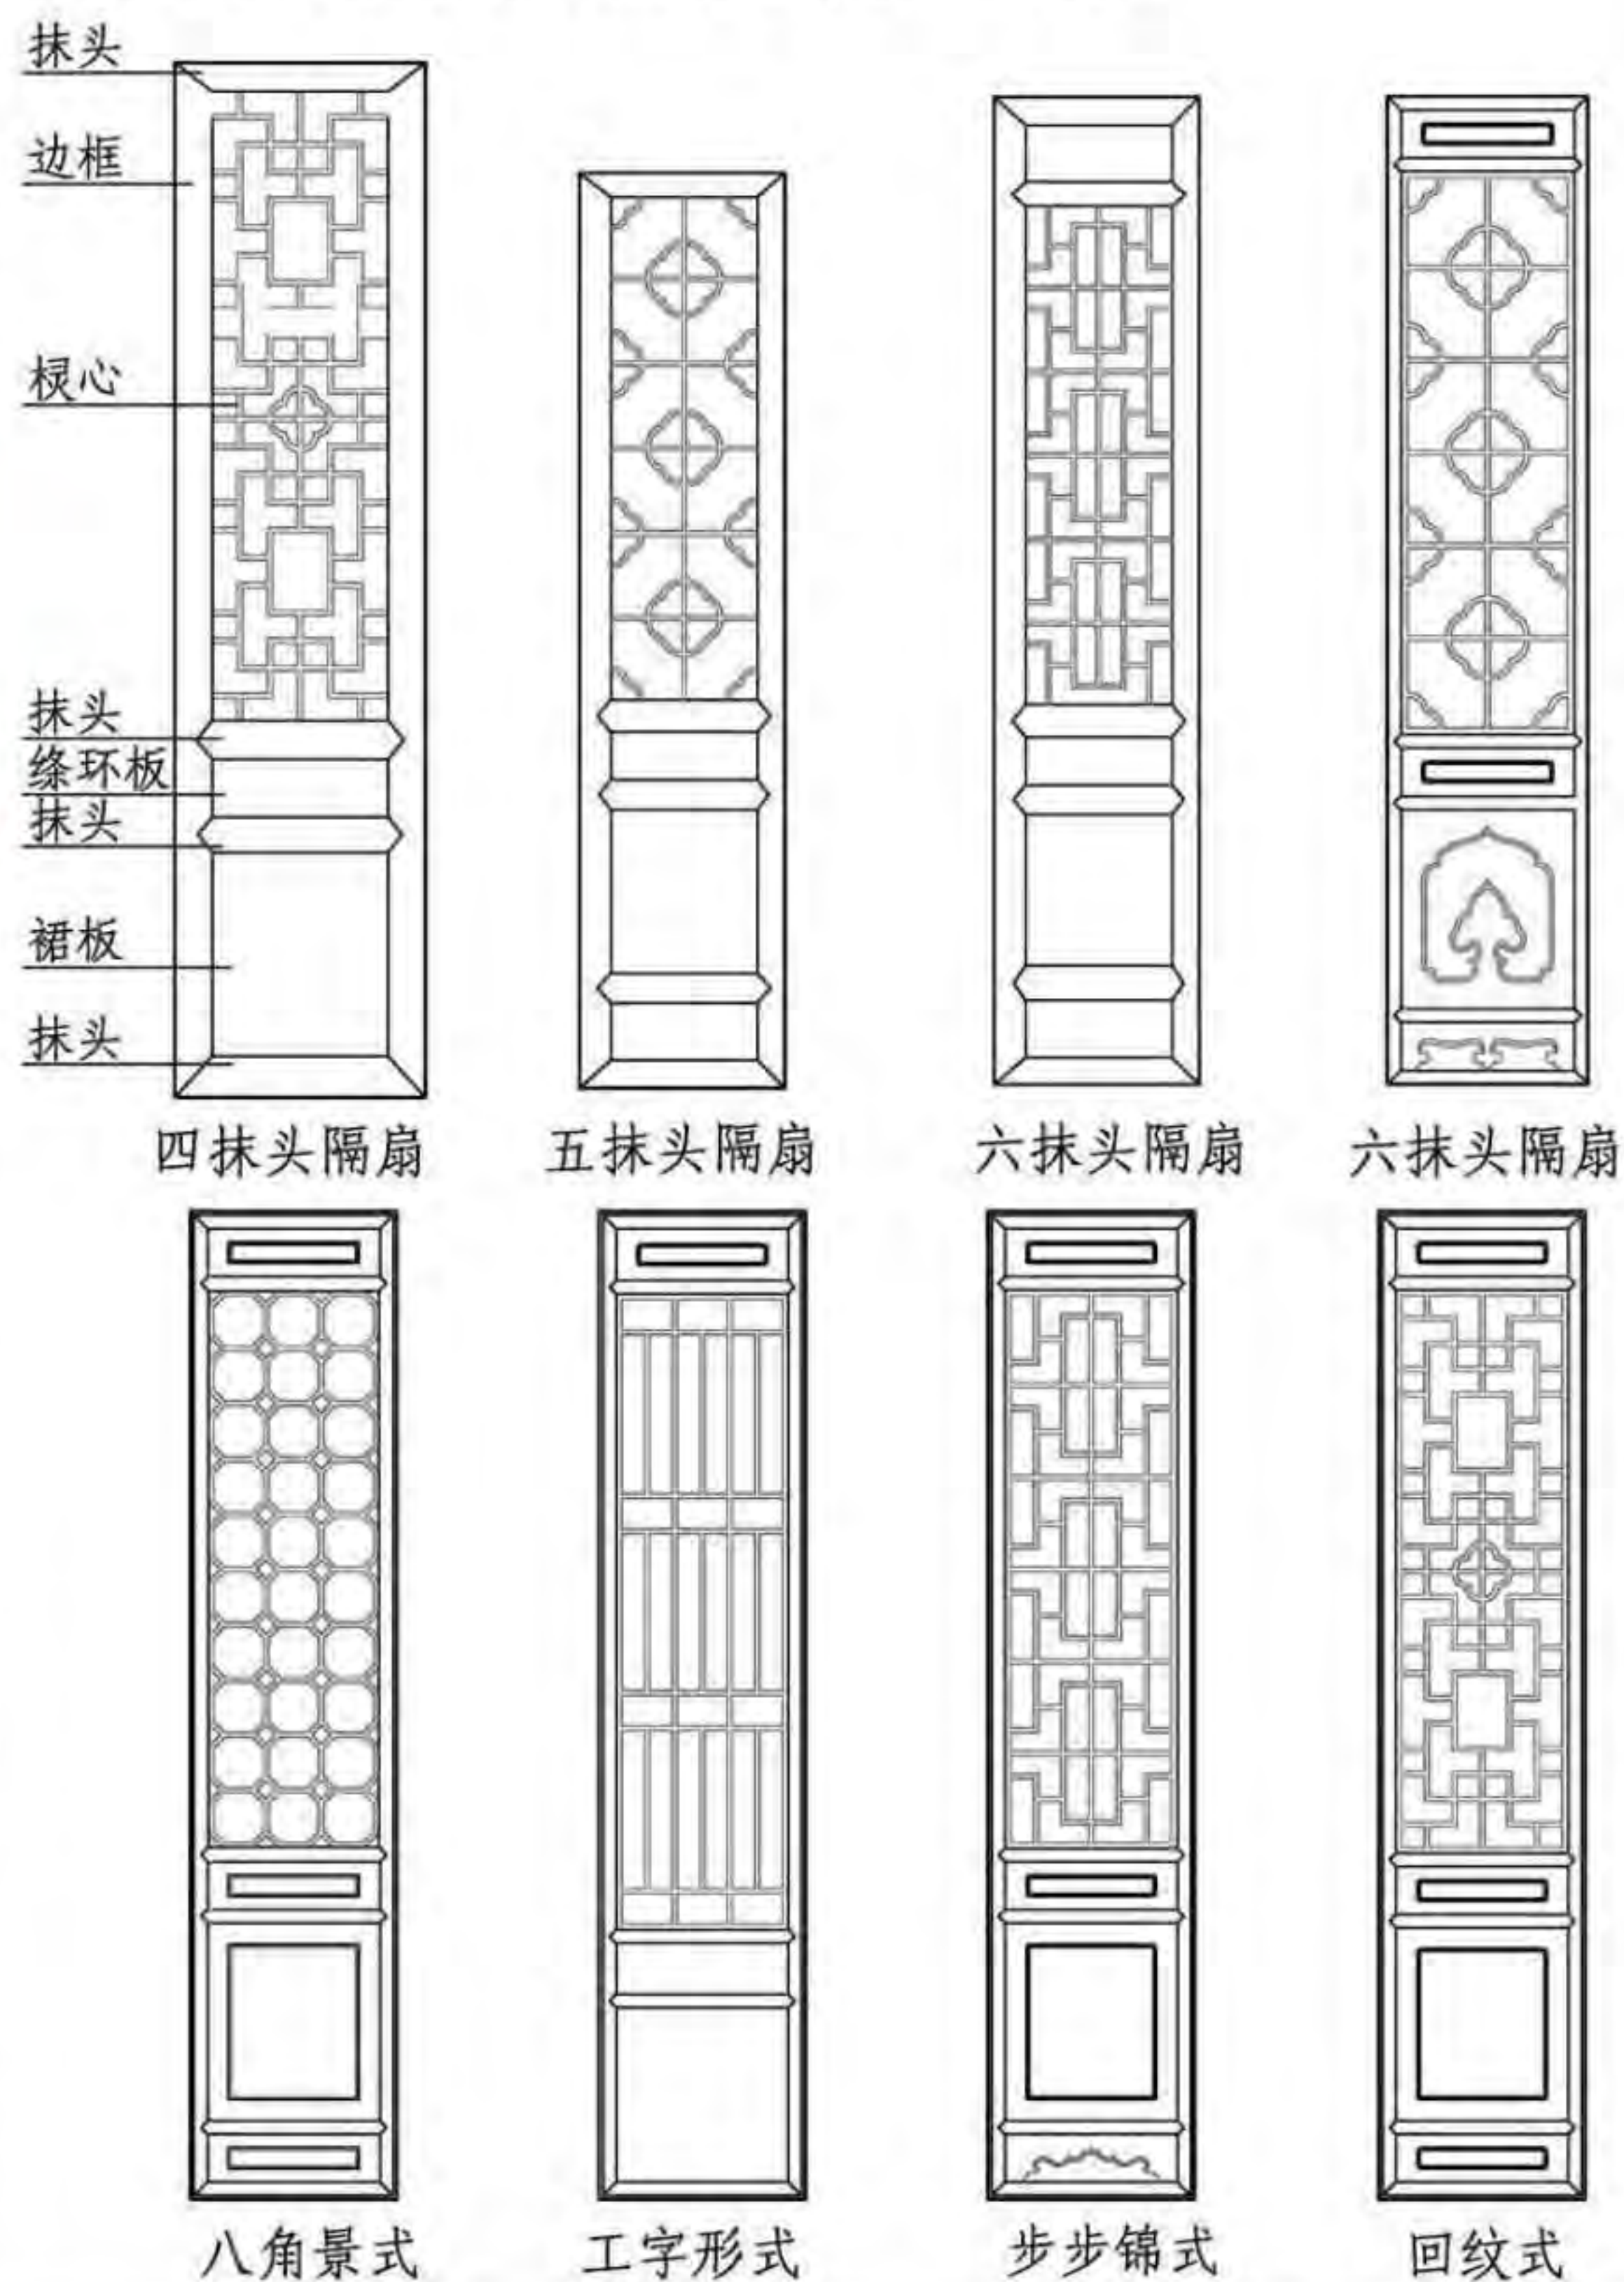 抹头
边框
棂心
抹头
绦环板
抹头
裙板
抹头
四抹头隔扇 五抹头隔扇 六抹头隔扇 六抹头隔扇
八角景式 工字形式 步步锦式 回纹式